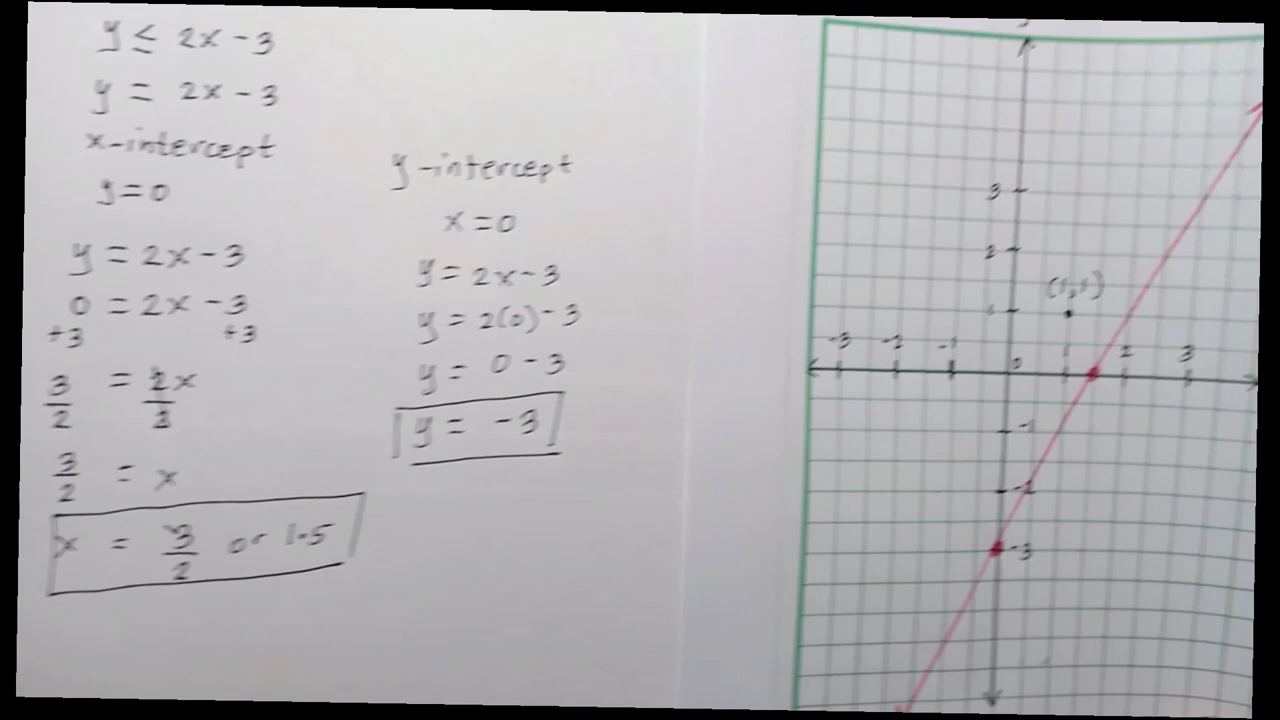 y ≤ 2x - 3
y = 2x - 3
x-intercept
y = 0
y = 2x - 3
0 = 2x - 3
+3 +3
3/2 = 2x/2
3/2 = x
x = 3/2 or 1.5
y-intercept
x = 0
y = 2x - 3
y = 2(0) - 3
y = 0 - 3
y = -3
3
2
(1,1)
1
-3 -2 -1 0 1 2 3
-1
-2
-3